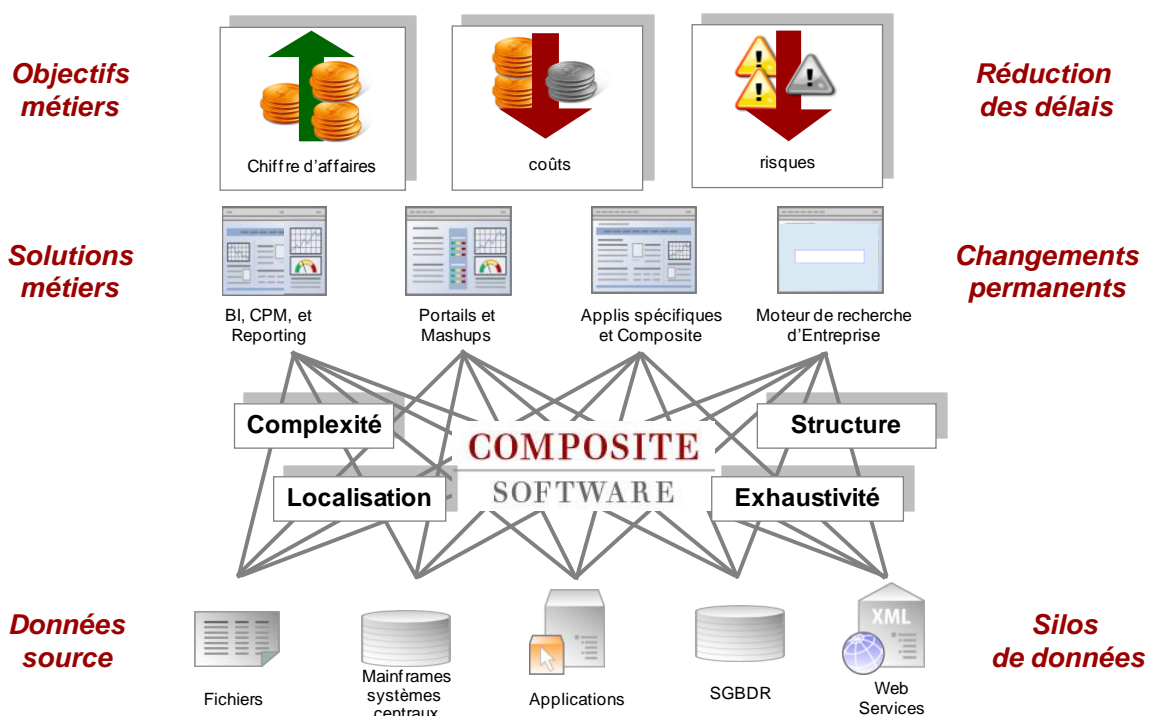 Objectifs
métiers
Chiffre d'affaires
coûts
risques
Réduction
des délais
Solutions
métiers
BI, CPM, et
Reporting
Portails et
Mashups
Applis spécifiques
et Composite
Moteur de recherche
d'Entreprise
Changements
permanents
Complexité
Structure
COMPOSITE
SOFTWARE
Localisation
Exhaustivité
Données
source
Fichiers
Mainframes
systèmes
centraux
Applications
SGBDR
XML
Web
Services
Silos
de données